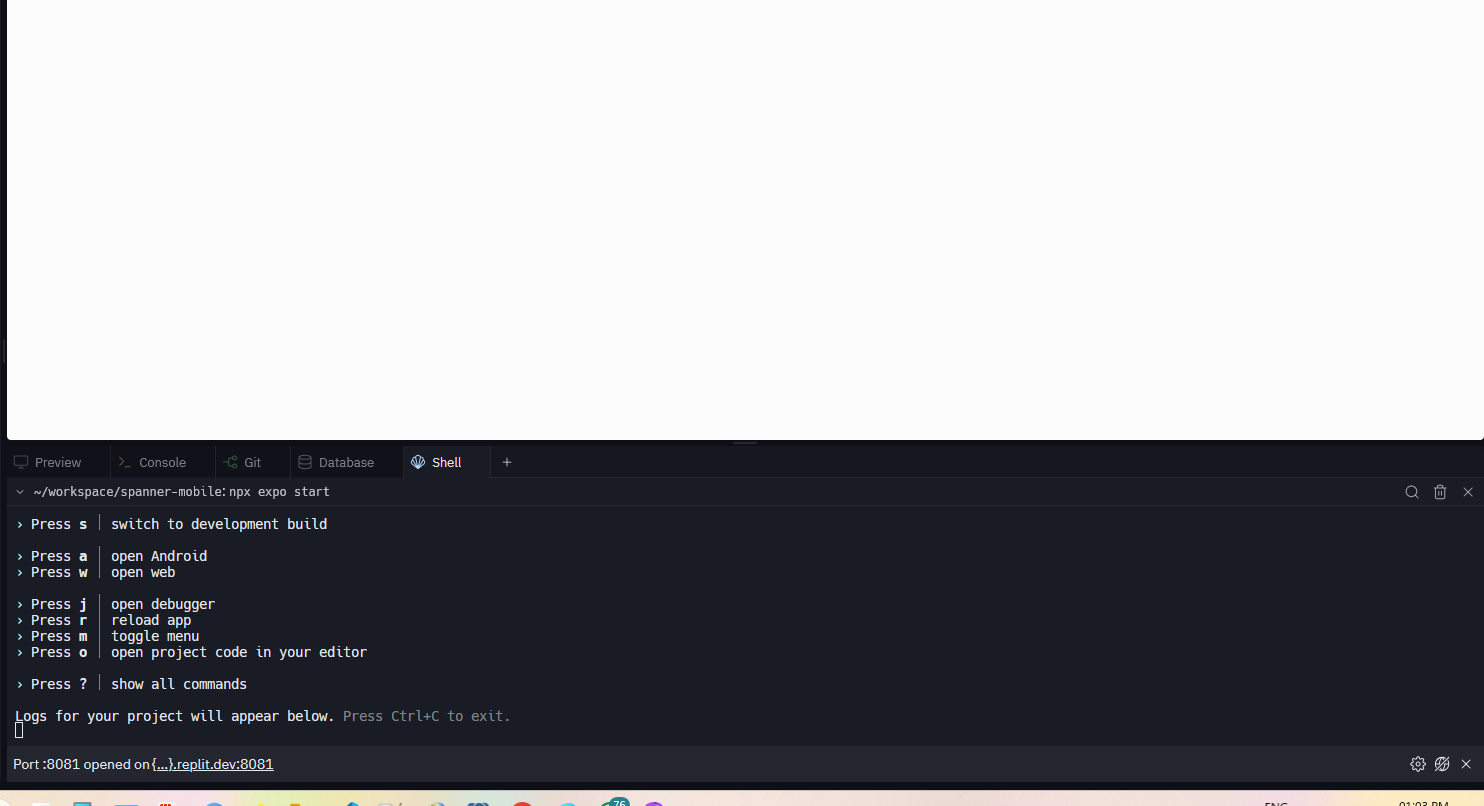 Preview
Console
Git
Database
Shell
+
~/workspace/spanner-mobile: npx expo start
› Press s │ switch to development build
› Press a │ open Android
› Press w │ open web
› Press j │ open debugger
› Press r │ reload app
› Press m │ toggle menu
› Press o │ open project code in your editor
› Press ? │ show all commands
Logs for your project will appear below. Press Ctrl+C to exit.
Port :8081 opened on {...}.replit.dev:8081
76
ENG
01:03 PM